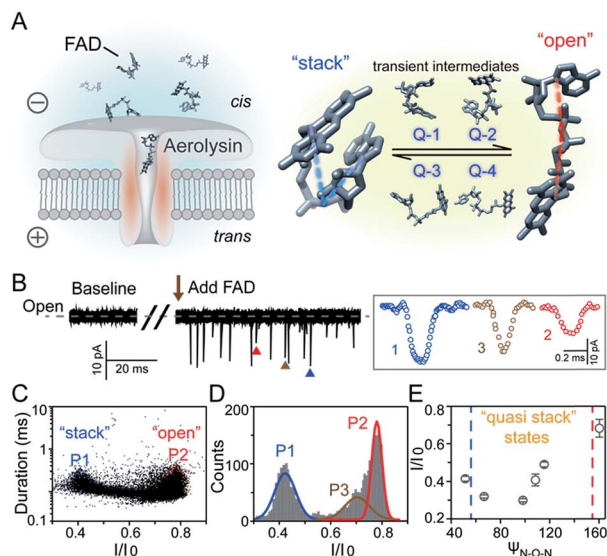 A
FAD
cis
Aerolysin
trans
"stack"
transient intermediates
"open"
Q-1
Q-2
Q-3
Q-4
B
Baseline
Add FAD
Open
10 pA
20 ms
1
3
2
10 pA
0.2 ms
C
Duration (ms)
10
1
0.1
"stack"
P1
"open"
P2
0.4
0.6
0.8
I/I0
D
Counts
200
100
0
P1
P3
P2
0.4
0.6
0.8
I/I0
E
I/I0
0.8
0.6
0.4
"quasi stack"
states
40
80
120
160
ΨN-O-N